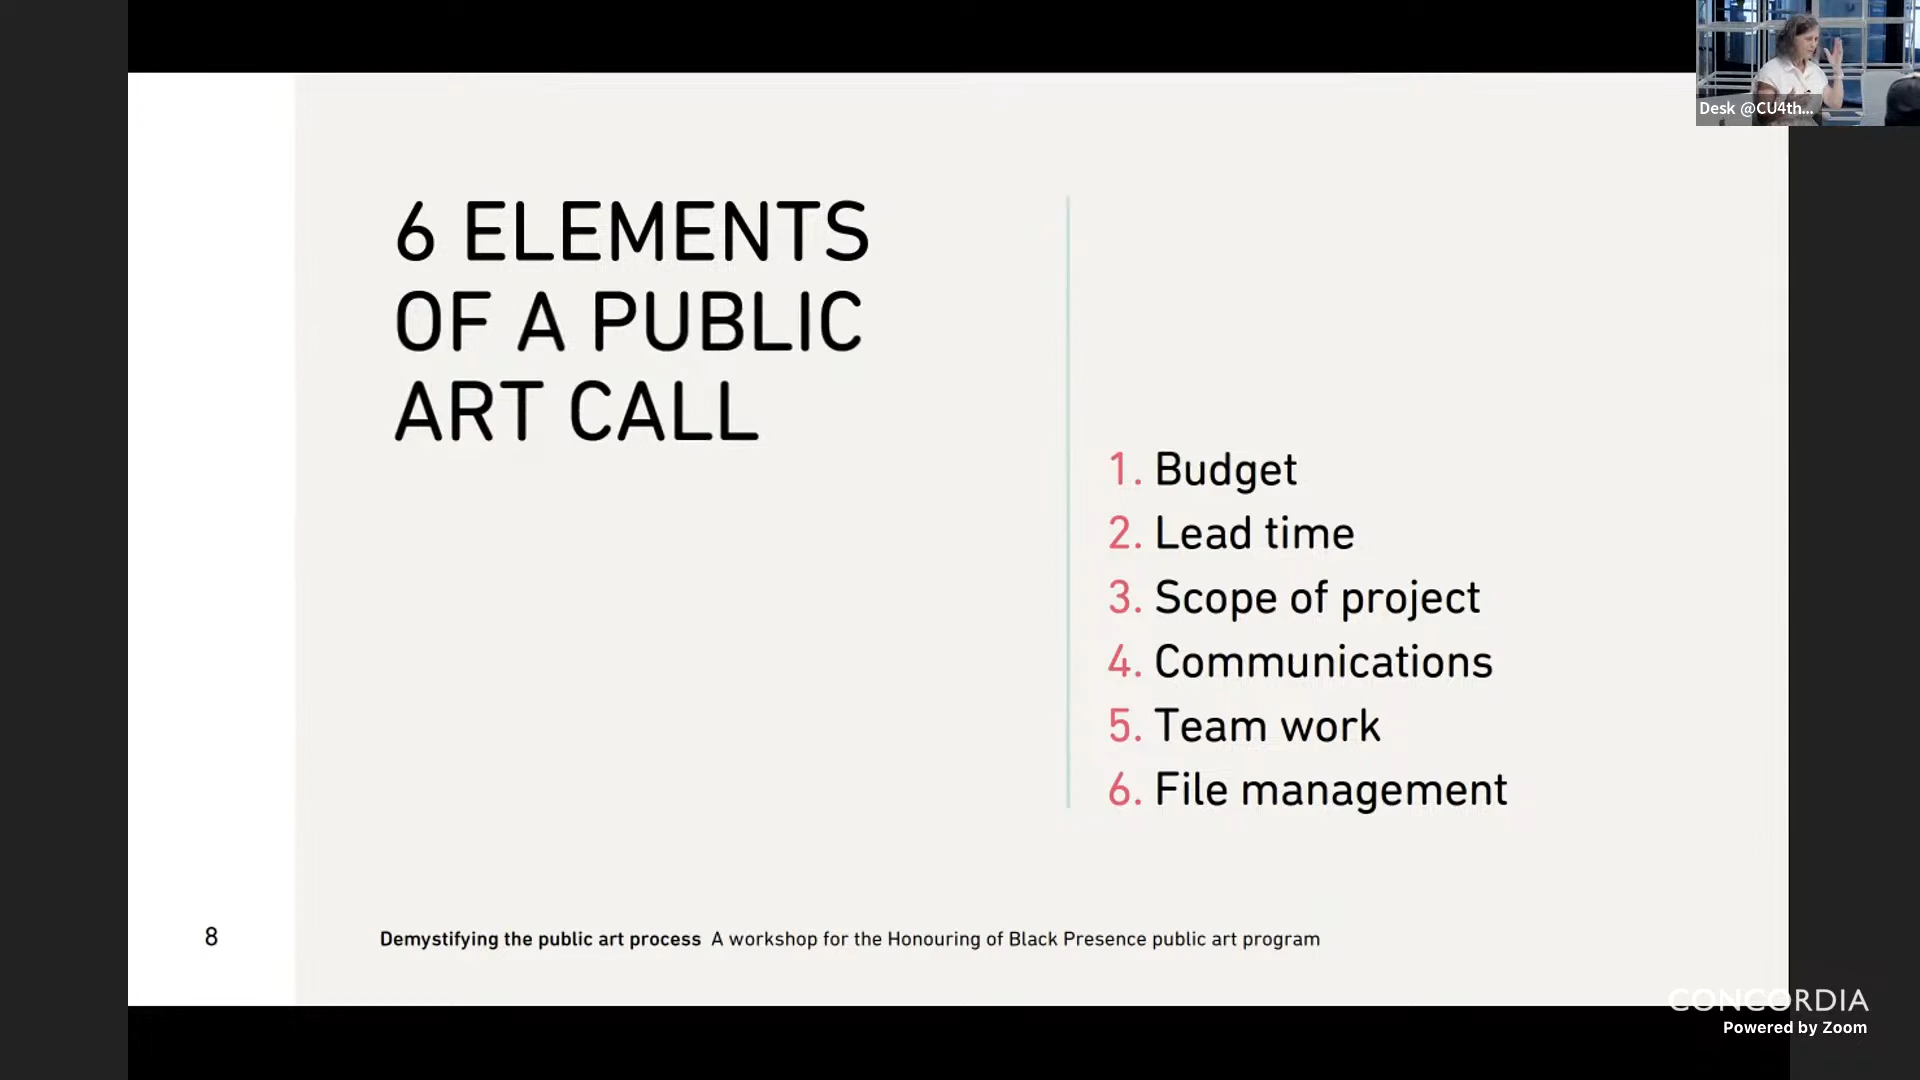 Desk @CU4th...
6 ELEMENTS
OF A PUBLIC
ART CALL
1. Budget
2. Lead time
3. Scope of project
4. Communications
5. Team work
6. File management
8
Demystifying the public art process A workshop for the Honouring of Black Presence public art program
CONCORDIA
Powered by Zoom